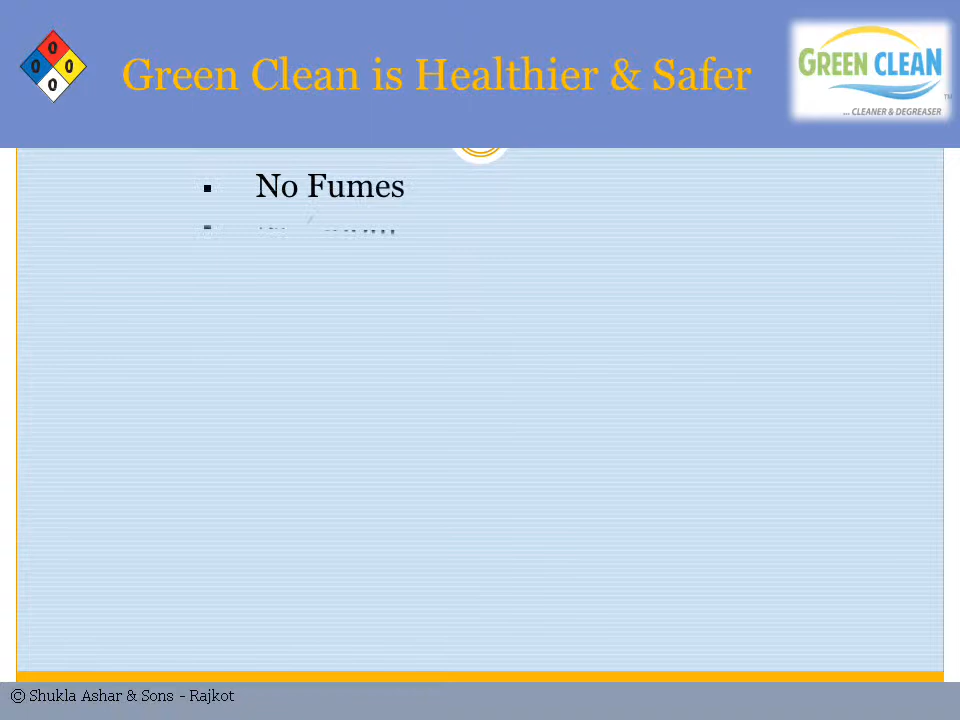 0
0 0
0
Green Clean is Healthier & Safer
GREEN CLEAN
TM
... CLEANER & DEGREASER
▪ No Fumes
© Shukla Ashar & Sons - Rajkot